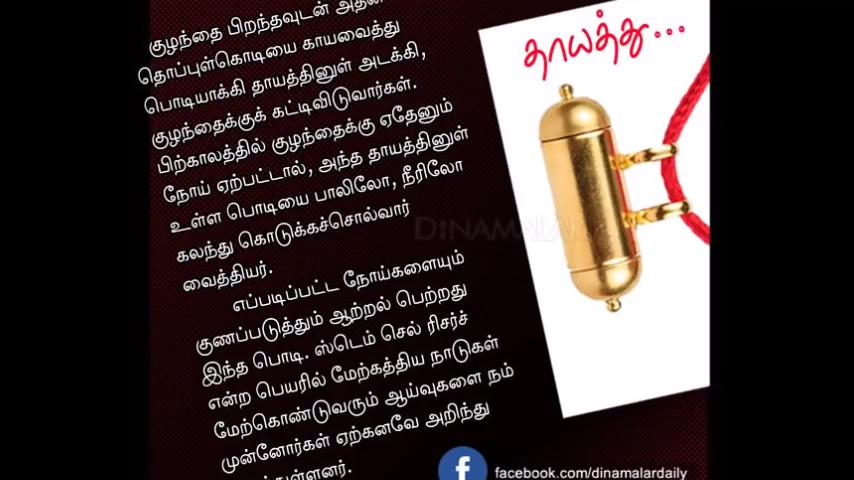 தாயத்து...
குழந்தை பிறந்தவுடன்
தொப்புள்கொடியை காயவைத்து
பொடியாக்கி தாயத்தினுள் அடக்கி,
குழந்தைக்குக் கட்டிவிடுவார்கள்.
பிற்காலத்தில் குழந்தைக்கு ஏதேனும்
நோய் ஏற்பட்டால், அந்த தாயத்தினுள்
உள்ள பொடியை பாலிலோ, நீரிலோ
கலந்து கொடுக்கச்சொல்வார்
வைத்தியர்.
எப்படிப்பட்ட நோய்களையும்
குணப்படுத்தும் ஆற்றல் பெற்றது
இந்த பொடி. ஸ்டெம் செல் ரிசர்ச்
என்ற பெயரில் மேற்கத்திய நாடுகள்
மேற்கொண்டுவரும் ஆய்வுகளை நம்
முன்னோர்கள் ஏற்கனவே அறிந்து
DINAMALAR
facebook.com/dinamalardaily